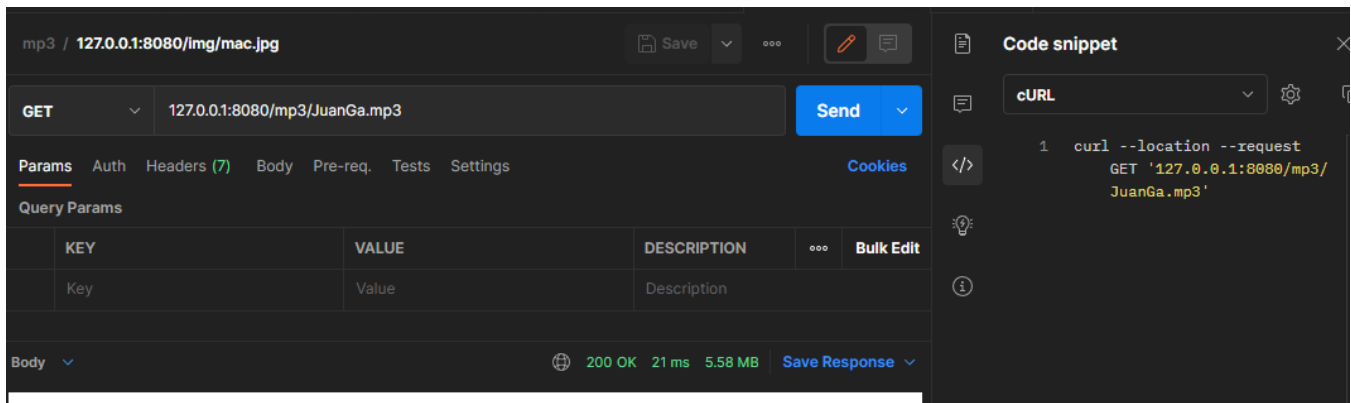 mp3 / 127.0.0.1:8080/img/mac.jpg
Save
GET
127.0.0.1:8080/mp3/JuanGa.mp3
Send
Params Auth Headers (7) Body Pre-req. Tests Settings
Cookies
Query Params
KEY VALUE DESCRIPTION Bulk Edit
Key Value Description
Body
200 OK 21 ms 5.58 MB Save Response
Code snippet
cURL
1 curl --location --request
GET '127.0.0.1:8080/mp3/
JuanGa.mp3'